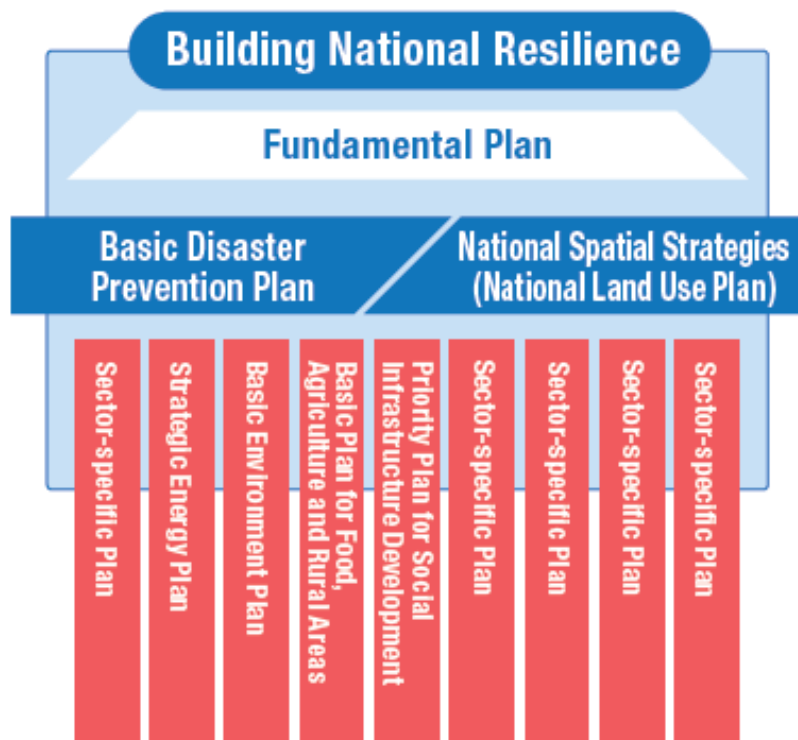 Building National Resilience
Fundamental Plan
Basic Disaster
Prevention Plan
National Spatial Strategies
(National Land Use Plan)
Sector-specific Plan
Strategic Energy Plan
Basic Environment Plan
Basic Plan for Food,
Agriculture and Rural Areas
Priority Plan for Social
Infrastructure Development
Sector-specific Plan
Sector-specific Plan
Sector-specific Plan
Sector-specific Plan